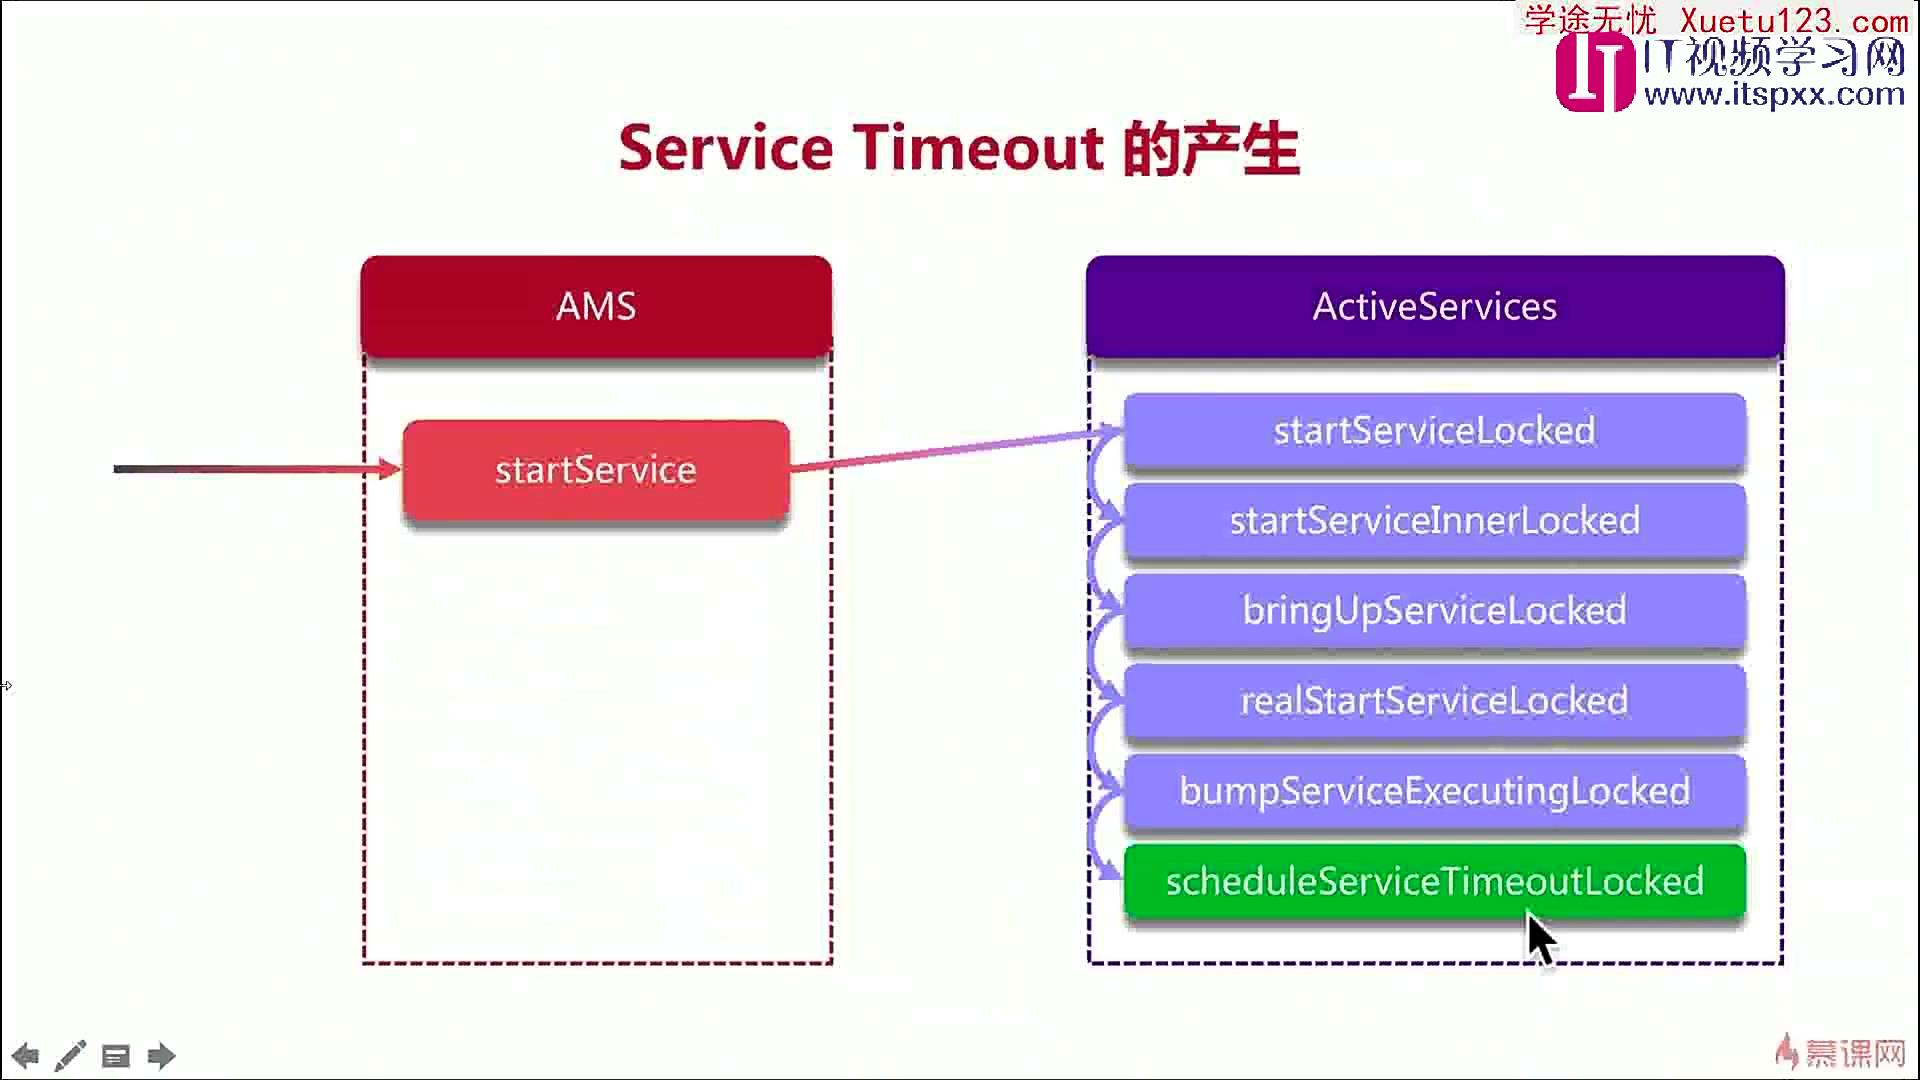 学途无忧 Xuetu123.com
IT视频学习网
www.itspxx.com
Service Timeout 的产生
AMS
startService
ActiveServices
startServiceLocked
startServiceInnerLocked
bringUpServiceLocked
realStartServiceLocked
bumpServiceExecutingLocked
scheduleServiceTimeoutLocked
慕课网